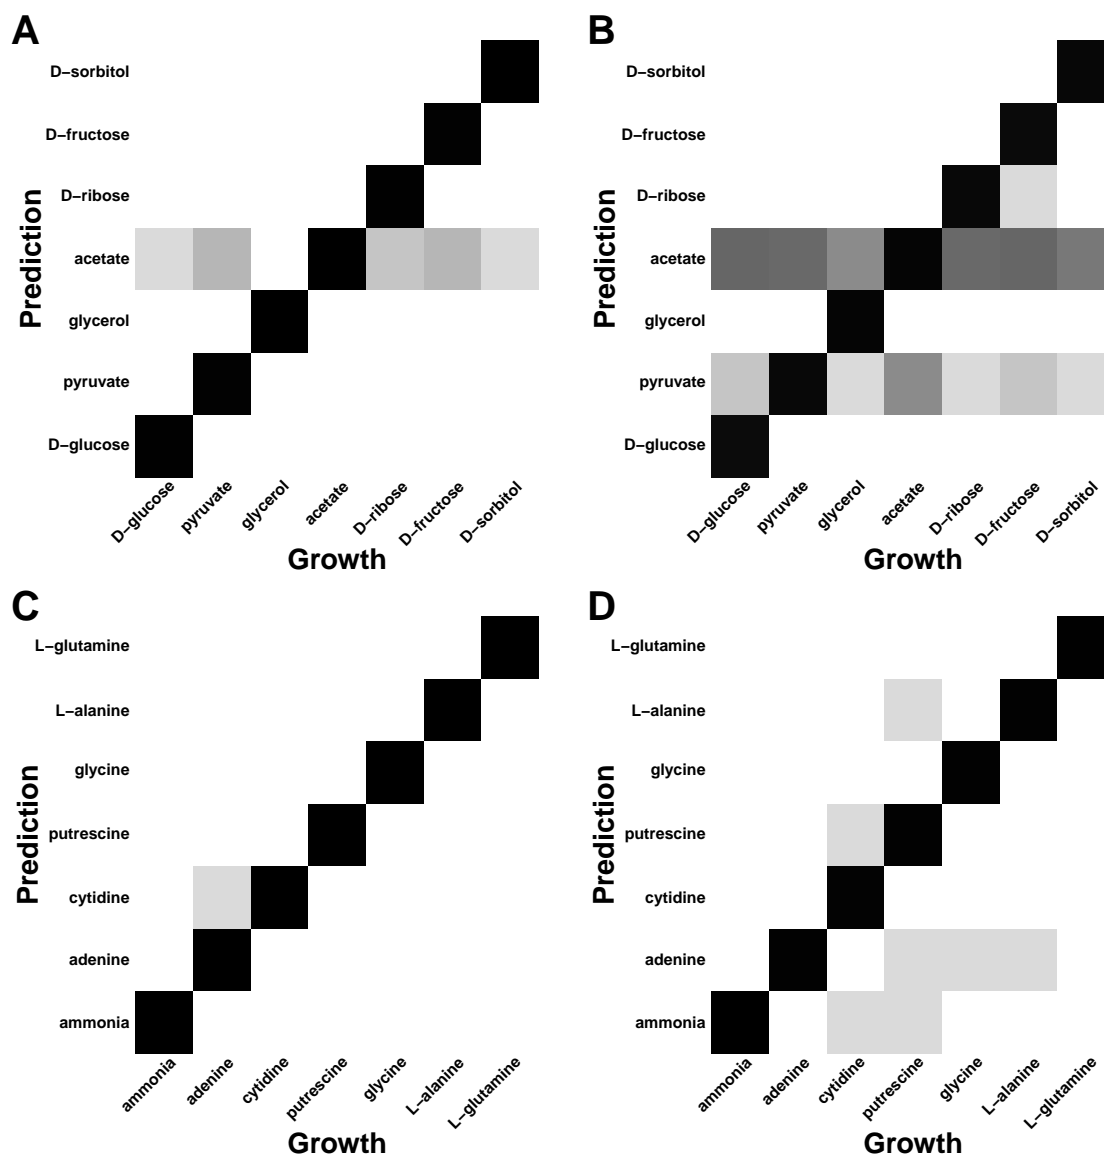 A
D−sorbitol
D−fructose
D−ribose
acetate
glycerol
pyruvate
D−glucose
Prediction
D−glucose
pyruvate
glycerol
acetate
D−ribose
D−fructose
D−sorbitol
Growth
B
D−sorbitol
D−fructose
D−ribose
acetate
glycerol
pyruvate
D−glucose
Prediction
D−glucose
pyruvate
glycerol
acetate
D−ribose
D−fructose
D−sorbitol
Growth
C
L−glutamine
L−alanine
glycine
putrescine
cytidine
adenine
ammonia
Prediction
ammonia
adenine
cytidine
putrescine
glycine
L−alanine
L−glutamine
Growth
D
L−glutamine
L−alanine
glycine
putrescine
cytidine
adenine
ammonia
Prediction
ammonia
adenine
cytidine
putrescine
glycine
L−alanine
L−glutamine
Growth